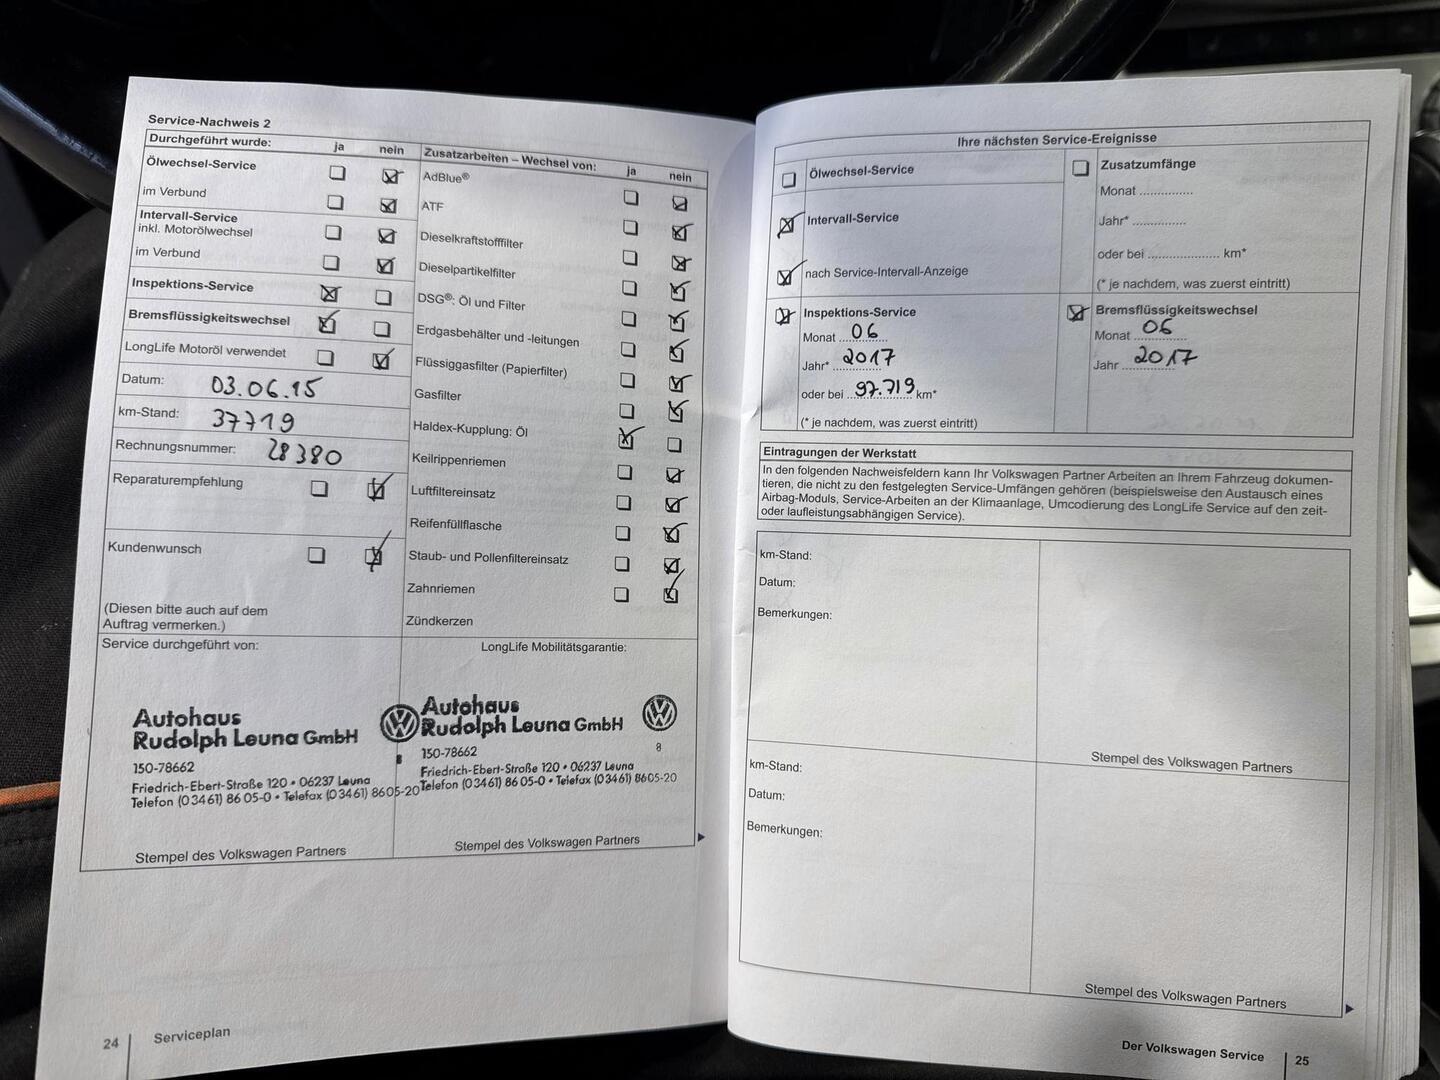 Service-Nachweis 2
Durchgeführt wurde: ja nein
Ölwechsel-Service
im Verbund
Intervall-Service
inkl. Motorölwechsel
im Verbund
Inspektions-Service
Bremsflüssigkeitswechsel
LongLife Motoröl verwendet
Datum: 03.06.15
km-Stand: 37719
Rechnungsnummer: 28380
Reparaturempfehlung
Kundenwunsch
(Diesen bitte auch auf dem
Auftrag vermerken.)
Zusatzarbeiten – Wechsel von: ja nein
AdBlue®
ATF
Dieselkraftstofffilter
Dieselpartikelfilter
DSG®: Öl und Filter
Erdgasbehälter und -leitungen
Flüssiggasfilter (Papierfilter)
Gasfilter
Haldex-Kupplung: Öl
Keilrippenriemen
Luftfiltereinsatz
Reifenfüllflasche
Staub- und Pollenfiltereinsatz
Zahnriemen
Zündkerzen
Service durchgeführt von:
Autohaus
Rudolph Leuna GmbH
150-78662
Friedrich-Ebert-Straße 120 • 06237 Leuna
Telefon (03461) 8605-0 • Telefax (03461) 8605-20
Stempel des Volkswagen Partners
LongLife Mobilitätsgarantie:
Autohaus
Rudolph Leuna GmbH
8
150-78662
Friedrich-Ebert-Straße 120 • 06237 Leuna
Telefon (03461) 8605-0 • Telefax (03461) 8605-20
Stempel des Volkswagen Partners
24 Serviceplan
Ihre nächsten Service-Ereignisse
Ölwechsel-Service
Intervall-Service
nach Service-Intervall-Anzeige
Zusatzumfänge
Monat ...............
Jahr* ...............
oder bei .................... km*
(* je nachdem, was zuerst eintritt)
Inspektions-Service
Monat 06
Jahr* 2017
oder bei 97.719 km*
(* je nachdem, was zuerst eintritt)
Bremsflüssigkeitswechsel
Monat 06
Jahr 2017
Eintragungen der Werkstatt
In den folgenden Nachweisfeldern kann Ihr Volkswagen Partner Arbeiten an Ihrem Fahrzeug dokumen-
tieren, die nicht zu den festgelegten Service-Umfängen gehören (beispielsweise den Austausch eines
Airbag-Moduls, Service-Arbeiten an der Klimaanlage, Umcodierung des LongLife Service auf den zeit-
oder laufleistungsabhängigen Service).
km-Stand:
Datum:
Bemerkungen:
Stempel des Volkswagen Partners
km-Stand:
Datum:
Bemerkungen:
Stempel des Volkswagen Partners
Der Volkswagen Service 25